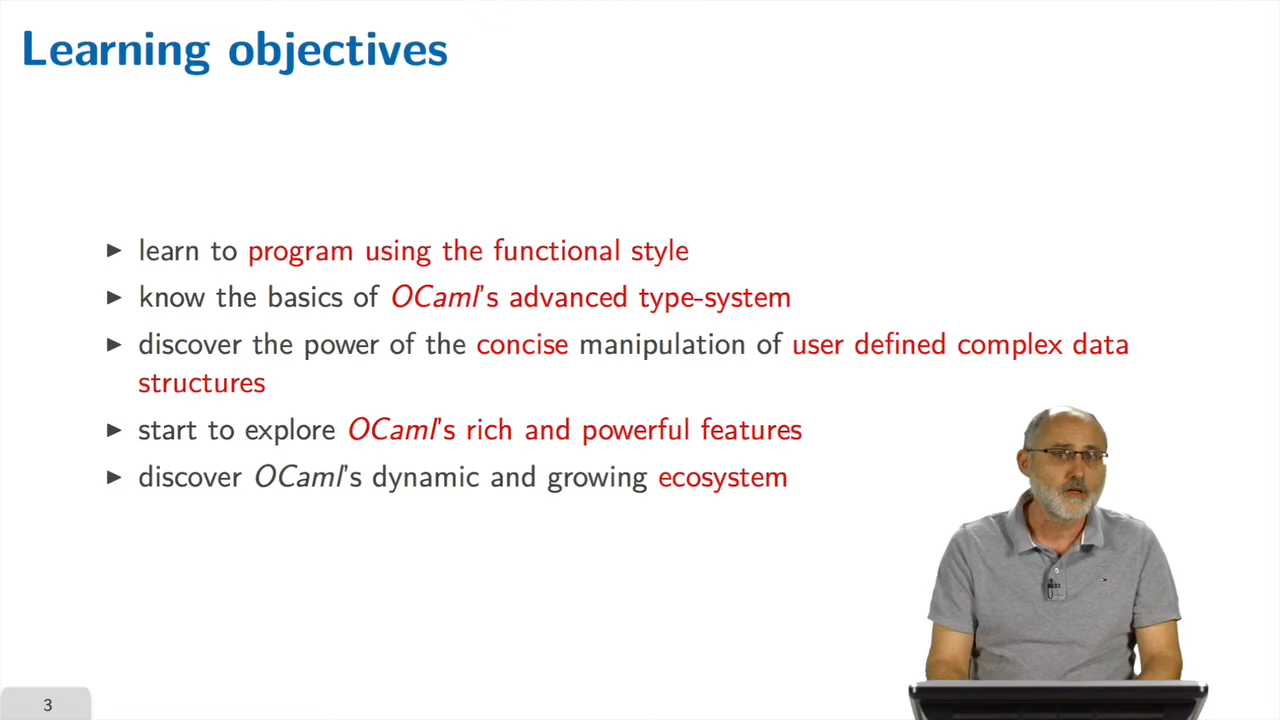 Learning objectives
▶ learn to program using the functional style
▶ know the basics of OCaml's advanced type-system
▶ discover the power of the concise manipulation of user defined complex data
structures
▶ start to explore OCaml's rich and powerful features
▶ discover OCaml's dynamic and growing ecosystem
3